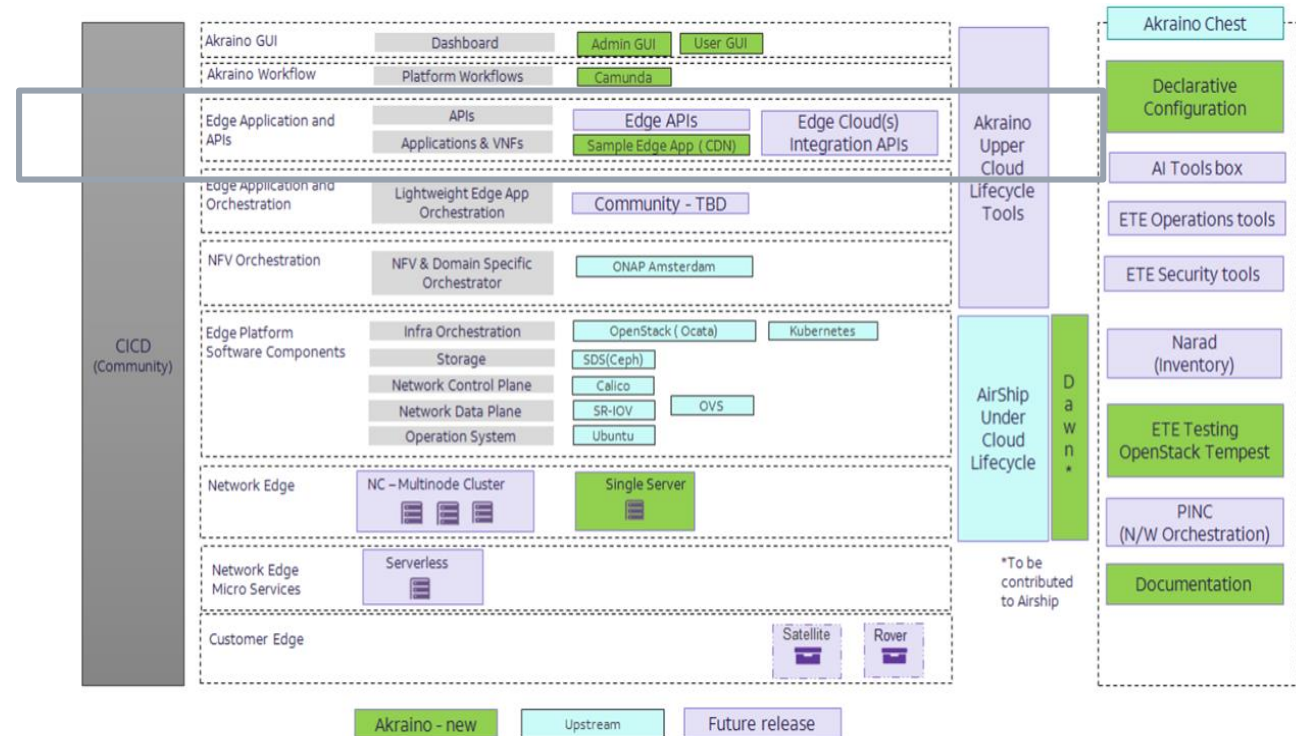 Akraino GUI
Dashboard
Admin GUI
User GUI
Akraino Workflow
Platform Workflows
Camunda
Edge Application and
APIs
APIs
Applications & VNFs
Edge APIs
Sample Edge App ( CDN)
Edge Cloud(s)
Integration APIs
Edge Application and
Orchestration
Lightweight Edge App
Orchestration
Community - TBD
NFV Orchestration
NFV & Domain Specific
Orchestrator
ONAP Amsterdam
Edge Platform
Software Components
Infra Orchestration
OpenStack ( Ocata)
Kubernetes
Storage
SDS(Ceph)
Network Control Plane
Calico
Network Data Plane
SR-IOV
OVS
Operation System
Ubuntu
Network Edge
NC – Multinode Cluster
Single Server
Network Edge
Micro Services
Serverless
Customer Edge
Satellite
Rover
CICD
(Community)
Akraino
Upper
Cloud
Lifecycle
Tools
AirShip
Under
Cloud
Lifecycle
D
a
w
n
*
*To be
contributed
to Airship
Akraino Chest
Declarative
Configuration
AI Tools box
ETE Operations tools
ETE Security tools
Narad
(Inventory)
ETE Testing
OpenStack Tempest
PINC
(N/W Orchestration)
Documentation
Akraino - new
Upstream
Future release